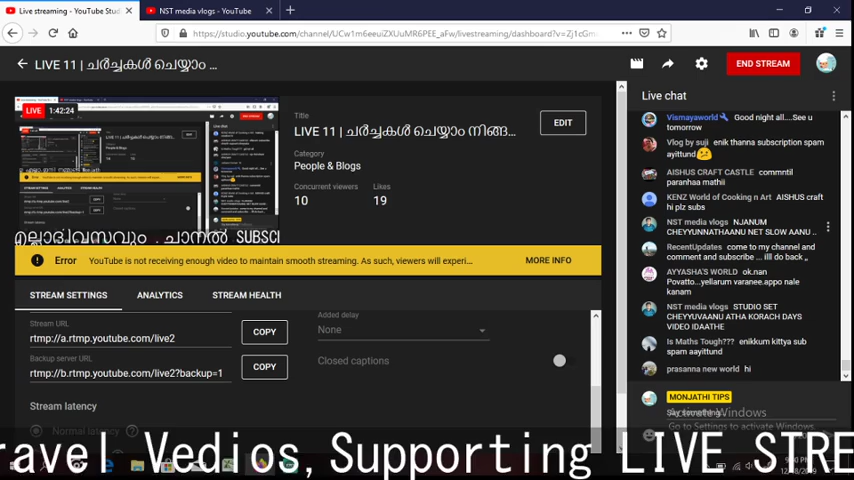 Live streaming - YouTube Stud
NST media vlogs - YouTube
https://studio.youtube.com/channel/UCw1m6eeuiZXUuMR6PEE_aFw/livestreaming/dashboard?v=Zj1cGm
LIVE 11 | ചർച്ചകൾ ചെയ്യാം ...
END STREAM
LIVE 1:42:24
എല്ലാദിവസവും . ചാനൽ SUBSCI
Title
LIVE 11 | ചർച്ചകൾ ചെയ്യാം നിങ്ങ...
EDIT
Category
People & Blogs
Concurrent viewers
Likes
10
19
Error
YouTube is not receiving enough video to maintain smooth streaming. As such, viewers will experi...
MORE INFO
STREAM SETTINGS
ANALYTICS
STREAM HEALTH
Stream URL
rtmp://a.rtmp.youtube.com/live2
COPY
Backup server URL
rtmp://b.rtmp.youtube.com/live2?backup=1
COPY
Stream latency
Normal latency
Added delay
None
Closed captions
Live chat
Vismayaworld Good night all....See u
tomorrow
Vlog by suji enik thanna subscription spam
ayittund
AISHUS CRAFT CASTLE commntil
paranhaa mathii
KENZ World of Cooking n Art AISHUS craft
hi plz subs
NST media vlogs NJANUM
CHEYYUNNATHAANU NET SLOW AANU ..
RecentUpdates come to my channel and
comment and subscribe ... illl do back ,,
AYYASHA'S WORLD ok.nan
Povatto...yellarum varanee.appo nale
kanam
NST media vlogs STUDIO SET
CHEYYUVAANU ATHA KORACH DAYS
VIDEO IDAATHE
Is Maths Tough??? enikkum kittya sub
spam aayittund
prasanna new world hi
MONJATHI TIPS
Say something...
Activate Windows
Go to Settings to activate Windows.
ravel Vedios,Supporting LIVE STRE